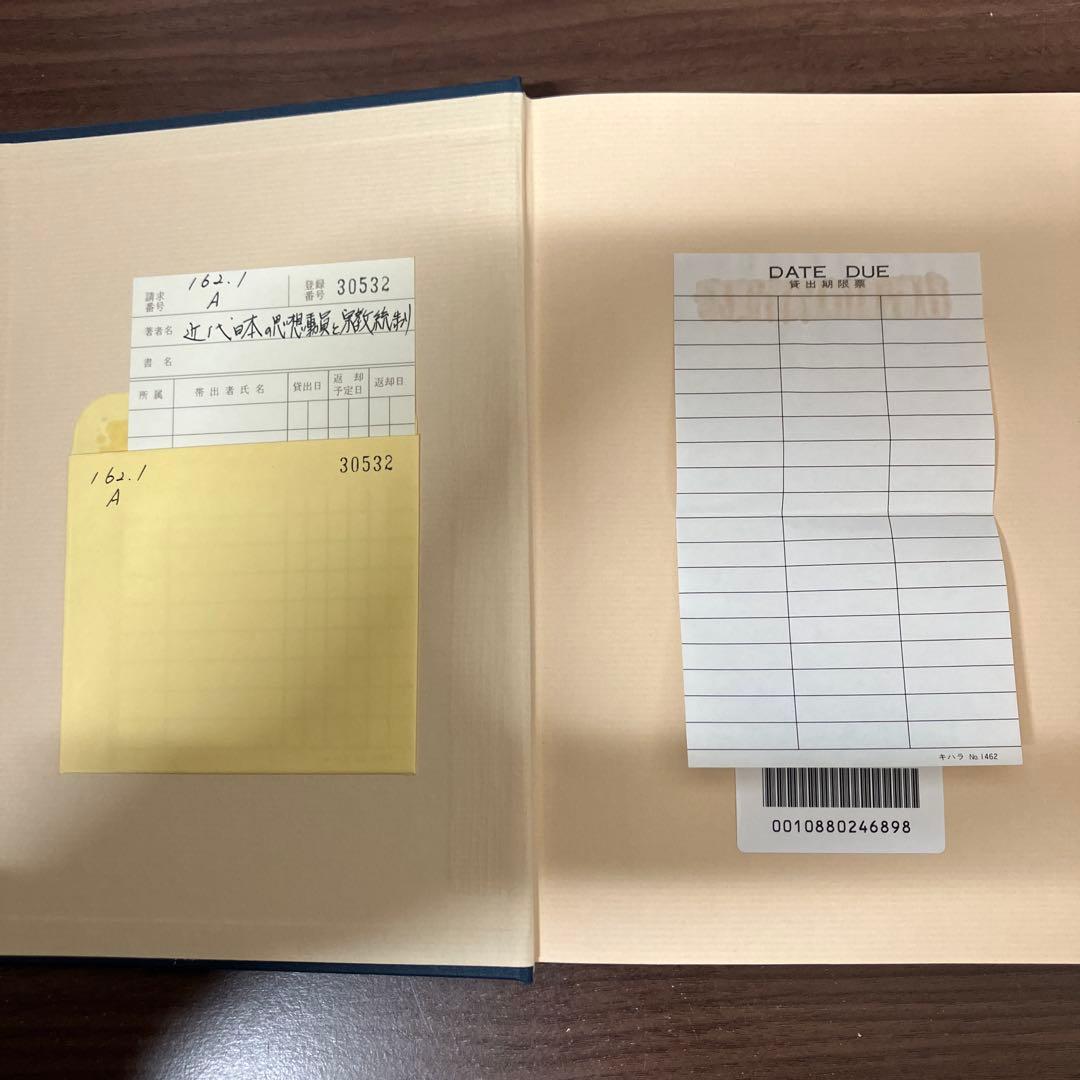 請求番号 162.1 A 登録番号 30532
著者名 近代日本の思想動員と宗教統制
書 名
所 属 帯 出 者 氏 名 貸出日 返 却 予定日 返却日
162.1 30532
A
DATE DUE
貸出期限票
キハラ No.1462
0010880246898